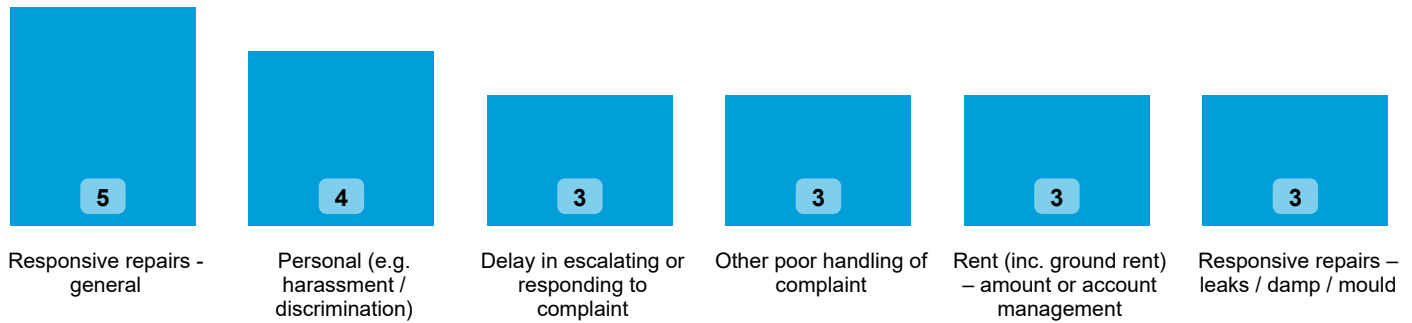 5
4
3
3
3
3
Responsive repairs -
general
Personal (e.g.
harassment /
discrimination)
Delay in escalating or
responding to
complaint
Other poor handling of
complaint
Rent (inc. ground rent)
– amount or account
management
Responsive repairs –
leaks / damp / mould